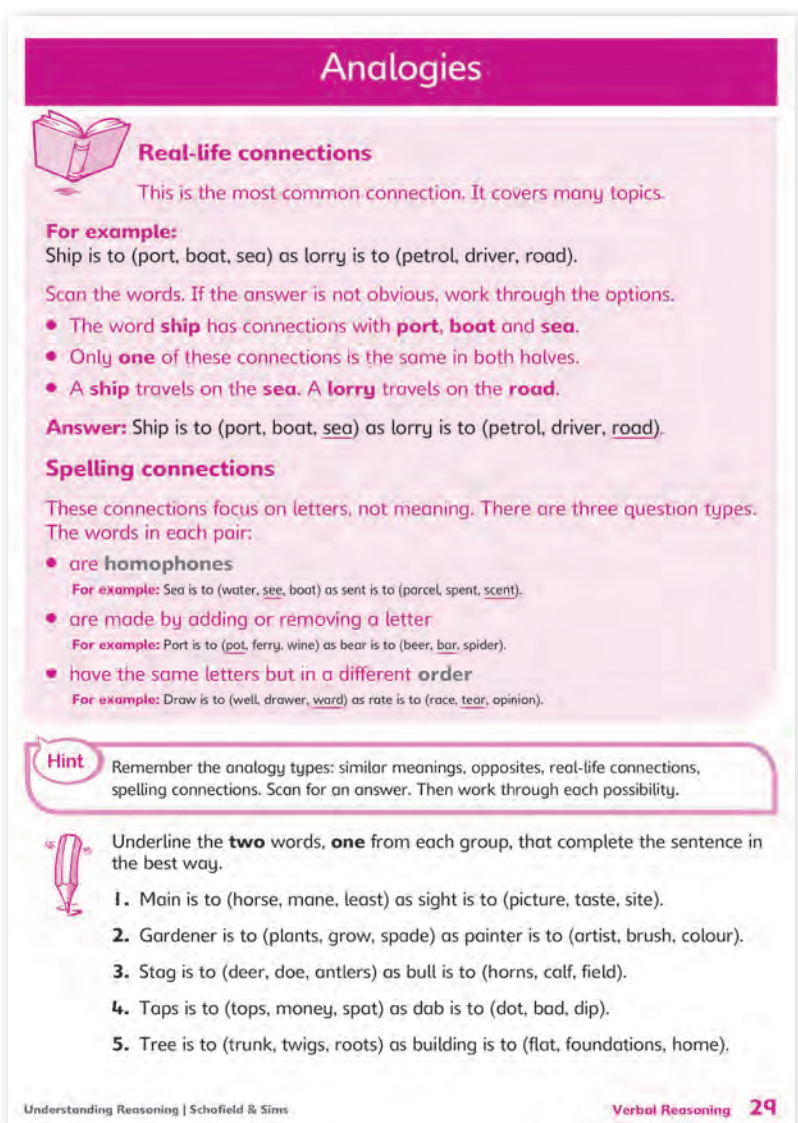 Analogies
Real-life connections
This is the most common connection. It covers many topics.
For example:
Ship is to (port, boat, sea) as lorry is to (petrol, driver, road).
Scan the words. If the answer is not obvious, work through the options.
• The word ship has connections with port, boat and sea.
• Only one of these connections is the same in both halves.
• A ship travels on the sea. A lorry travels on the road.
Answer: Ship is to (port, boat, sea) as lorry is to (petrol, driver, road).
Spelling connections
These connections focus on letters, not meaning. There are three question types.
The words in each pair:
• are homophones
For example: Sea is to (water, see, boat) as sent is to (parcel, spent, scent).
• are made by adding or removing a letter
For example: Port is to (pot, ferry, wine) as bear is to (beer, bar, spider).
• have the same letters but in a different order
For example: Draw is to (well, drawer, ward) as rate is to (race, tear, opinion).
Hint
Remember the analogy types: similar meanings, opposites, real-life connections,
spelling connections. Scan for an answer. Then work through each possibility.
Underline the two words, one from each group, that complete the sentence in
the best way.
1. Main is to (horse, mane, least) as sight is to (picture, taste, site).
2. Gardener is to (plants, grow, spade) as painter is to (artist, brush, colour).
3. Stag is to (deer, doe, antlers) as bull is to (horns, calf, field).
4. Taps is to (tops, money, spat) as dab is to (dot, bad, dip).
5. Tree is to (trunk, twigs, roots) as building is to (flat, foundations, home).
Understanding Reasoning | Schofield & Sims
Verbal Reasoning 29